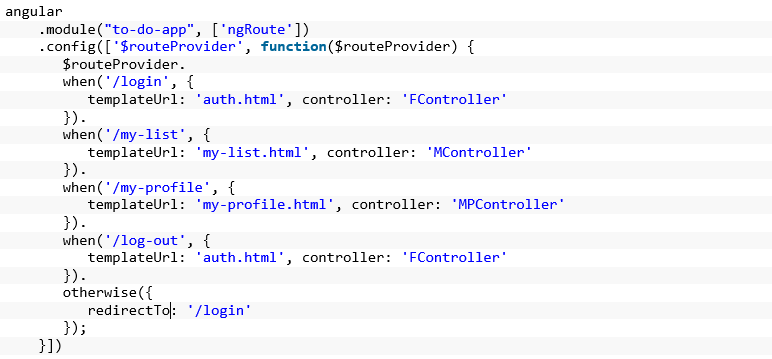 angular
    .module("to-do-app", ['ngRoute'])
    .config(['$routeProvider', function($routeProvider) {
       $routeProvider.
       when('/login', {
          templateUrl: 'auth.html', controller: 'FController'
       }).
       when('/my-list', {
          templateUrl: 'my-list.html', controller: 'MController'
       }).
       when('/my-profile', {
          templateUrl: 'my-profile.html', controller: 'MPController'
       }).
       when('/log-out', {
          templateUrl: 'auth.html', controller: 'FController'
       }).
       otherwise({
          redirectTo: '/login'
       });
    }])